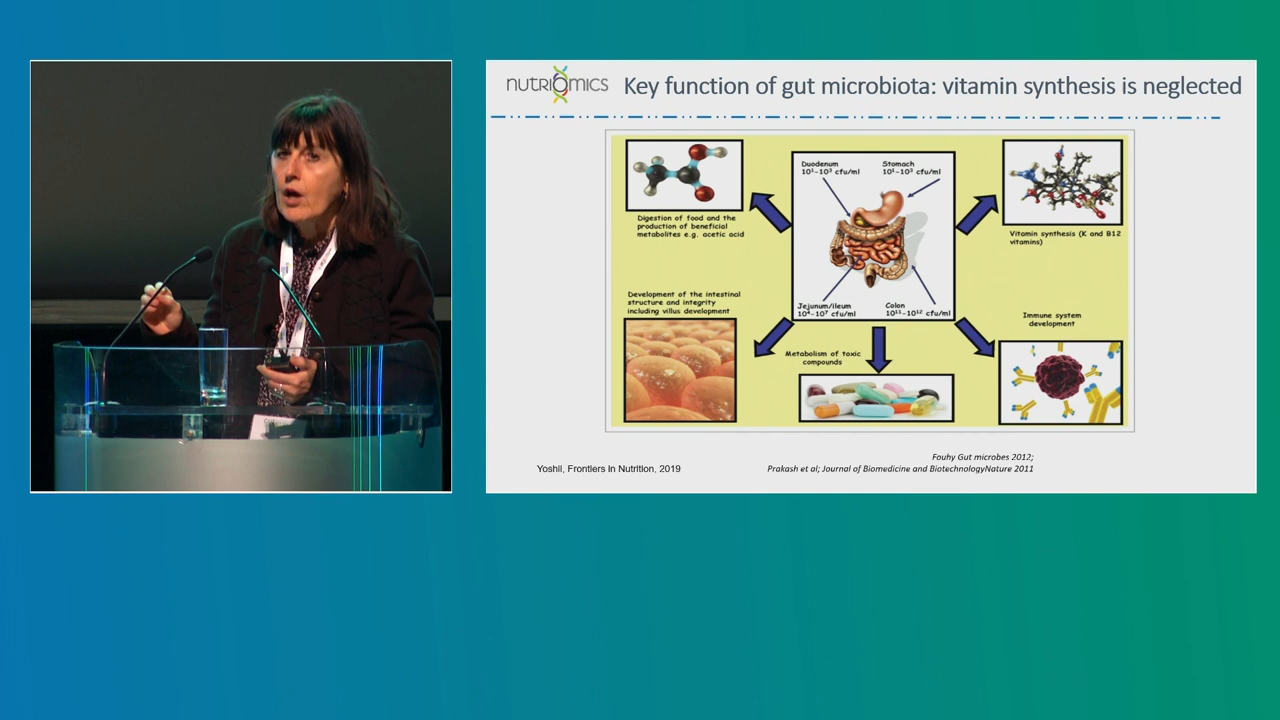 nutriomics
Key function of gut microbiota: vitamin synthesis is neglected
Duodenum
10¹-10³ cfu/ml
Stomach
10¹-10³ cfu/ml
Digestion of food and the
production of beneficial
metabolites e.g. acetic acid
Vitamin synthesis (K and B12
vitamins)
Development of the intestinal
structure and integrity
including villus development
Jejunum/ileum
10⁴-10⁷ cfu/ml
Colon
10¹¹-10¹² cfu/ml
Immune system
development
Metabolism of toxic
compounds
Fouhy Gut microbes 2012;
Yoshii, Frontiers In Nutrition, 2019
Prakash et al; Journal of Biomedicine and BiotechnologyNature 2011